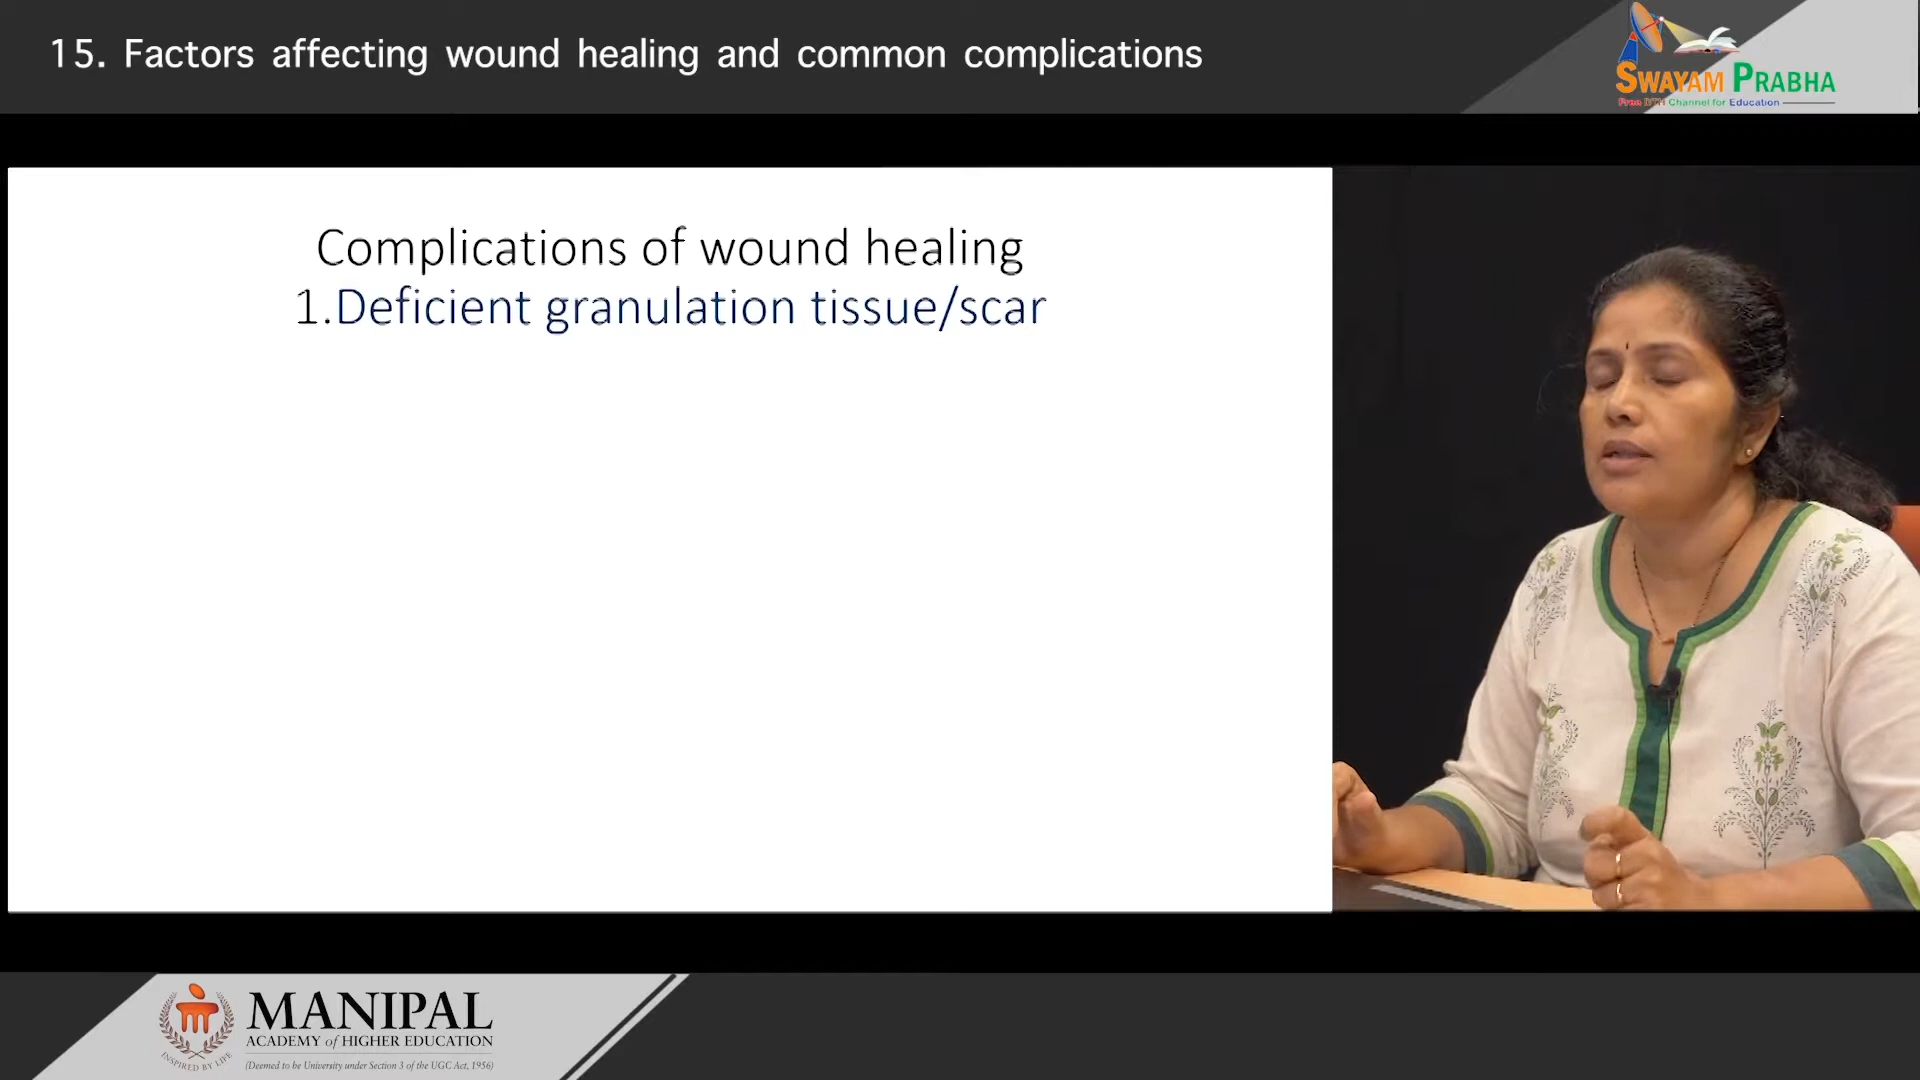 15. Factors affecting wound healing and common complications
SWAYAM PRABHA
Free DTH Channel for Education
Complications of wound healing
1.Deficient granulation tissue/scar
INSPIRED BY LIFE
MANIPAL
ACADEMY of HIGHER EDUCATION
(Deemed to be University under Section 3 of the UGC Act, 1956)